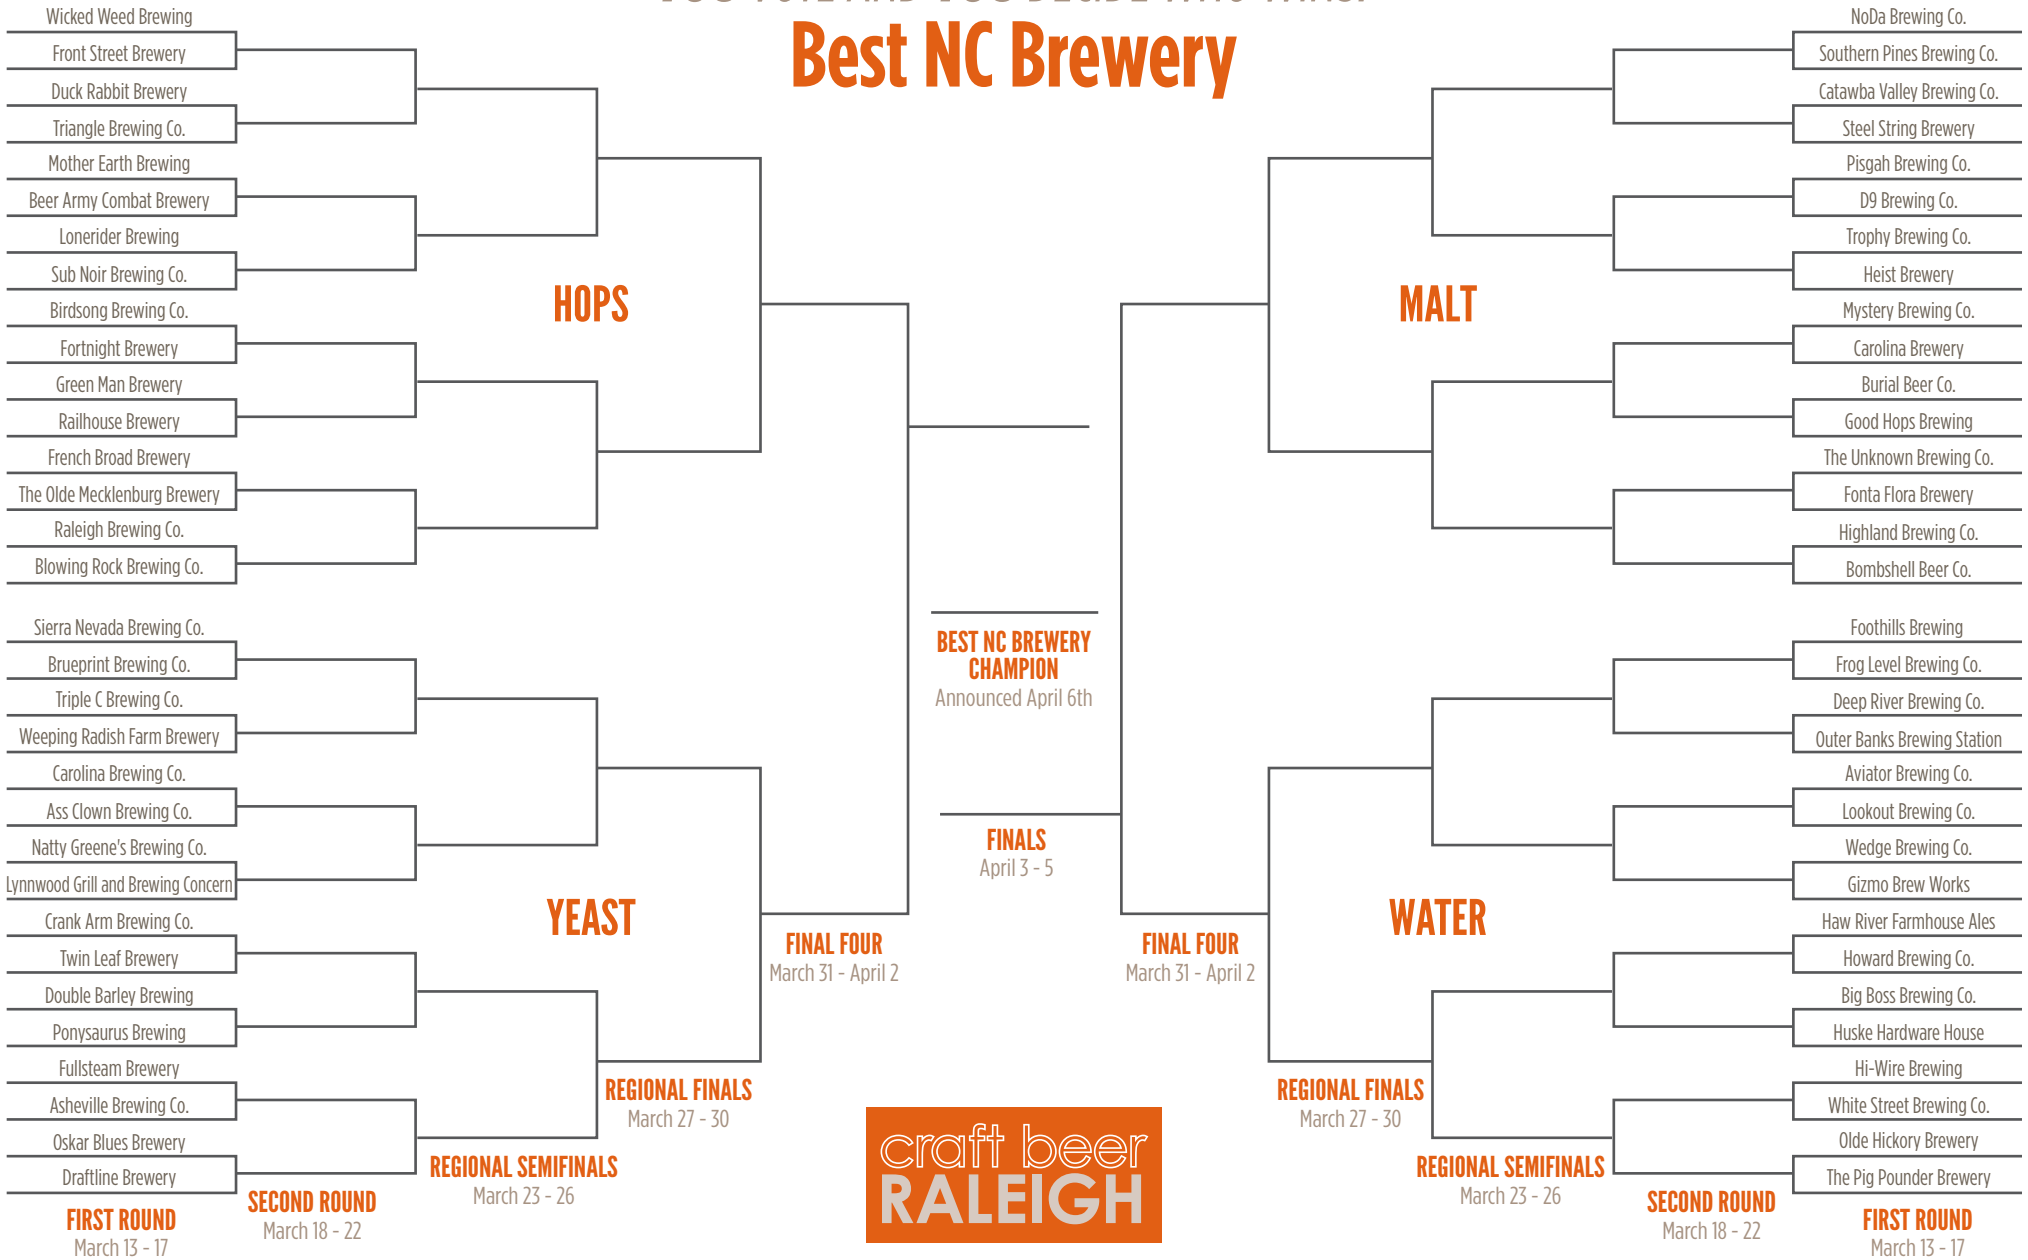 Best NC Brewery
Wicked Weed Brewing
Front Street Brewery
Duck Rabbit Brewery
Triangle Brewing Co.
Mother Earth Brewing
Beer Army Combat Brewery
Lonerider Brewing
Sub Noir Brewing Co.
Birdsong Brewing Co.
Fortnight Brewery
Green Man Brewery
Railhouse Brewery
French Broad Brewery
The Olde Mecklenburg Brewery
Raleigh Brewing Co.
Blowing Rock Brewing Co.
HOPS
Sierra Nevada Brewing Co.
Brueprint Brewing Co.
Triple C Brewing Co.
Weeping Radish Farm Brewery
Carolina Brewing Co.
Ass Clown Brewing Co.
Natty Greene's Brewing Co.
Lynnwood Grill and Brewing Concern
Crank Arm Brewing Co.
Twin Leaf Brewery
Double Barley Brewing
Ponysaurus Brewing
Fullsteam Brewery
Asheville Brewing Co.
Oskar Blues Brewery
Draftline Brewery
YEAST
FIRST ROUND
March 13 - 17
SECOND ROUND
March 18 - 22
REGIONAL SEMIFINALS
March 23 - 26
REGIONAL FINALS
March 27 - 30
FINAL FOUR
March 31 - April 2
BEST NC BREWERY
CHAMPION
Announced April 6th
FINALS
April 3 - 5
craft beer
RALEIGH
NoDa Brewing Co.
Southern Pines Brewing Co.
Catawba Valley Brewing Co.
Steel String Brewery
Pisgah Brewing Co.
D9 Brewing Co.
Trophy Brewing Co.
Heist Brewery
Mystery Brewing Co.
Carolina Brewery
Burial Beer Co.
Good Hops Brewing
The Unknown Brewing Co.
Fonta Flora Brewery
Highland Brewing Co.
Bombshell Beer Co.
MALT
Foothills Brewing
Frog Level Brewing Co.
Deep River Brewing Co.
Outer Banks Brewing Station
Aviator Brewing Co.
Lookout Brewing Co.
Wedge Brewing Co.
Gizmo Brew Works
Haw River Farmhouse Ales
Howard Brewing Co.
Big Boss Brewing Co.
Huske Hardware House
Hi-Wire Brewing
White Street Brewing Co.
Olde Hickory Brewery
The Pig Pounder Brewery
WATER
FINAL FOUR
March 31 - April 2
REGIONAL FINALS
March 27 - 30
REGIONAL SEMIFINALS
March 23 - 26
SECOND ROUND
March 18 - 22
FIRST ROUND
March 13 - 17